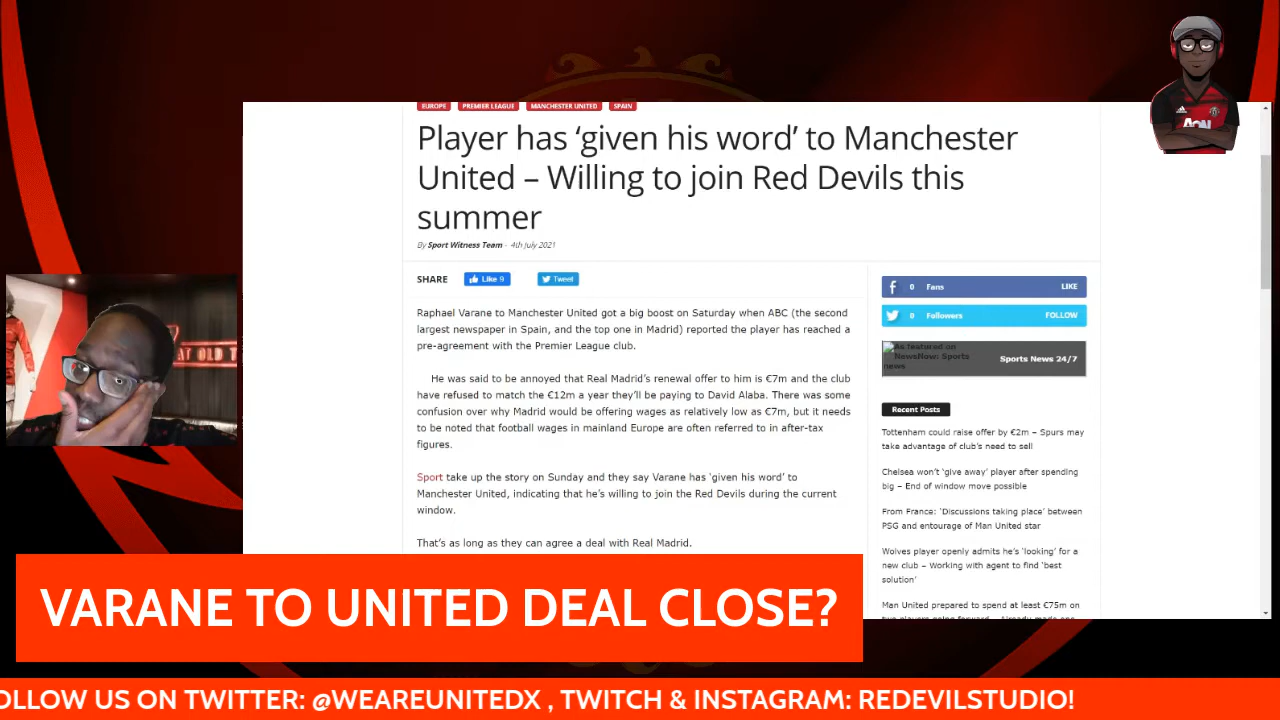 EUROPE PREMIER LEAGUE MANCHESTER UNITED SPAIN
Player has ‘given his word’ to Manchester
United – Willing to join Red Devils this
summer
By Sport Witness Team - 4th July 2021
SHARE Like 9 Tweet
Raphael Varane to Manchester United got a big boost on Saturday when ABC (the second
largest newspaper in Spain, and the top one in Madrid) reported the player has reached a
pre-agreement with the Premier League club.
He was said to be annoyed that Real Madrid’s renewal offer to him is €7m and the club
have refused to match the €12m a year they’ll be paying to David Alaba. There was some
confusion over why Madrid would be offering wages as relatively low as €7m, but it needs
to be noted that football wages in mainland Europe are often referred to in after-tax
figures.
Sport take up the story on Sunday and they say Varane has ‘given his word’ to
Manchester United, indicating that he’s willing to join the Red Devils during the current
window.
That’s as long as they can agree a deal with Real Madrid.
0 Fans LIKE
0 Followers FOLLOW
As featured on
NewsNow: Sports
news
Sports News 24/7
Recent Posts
Tottenham could raise offer by €2m – Spurs may
take advantage of club’s need to sell
Chelsea won’t ‘give away’ player after spending
big – End of window move possible
From France: ‘Discussions taking place’ between
PSG and entourage of Man United star
Wolves player openly admits he’s ‘looking’ for a
new club – Working with agent to find ‘best
solution’
Man United prepared to spend at least €75m on
AON
AT OLD T
VARANE TO UNITED DEAL CLOSE?
OLLOW US ON TWITTER: @WEAREUNITEDX , TWITCH & INSTAGRAM: REDEVILSTUDIO!